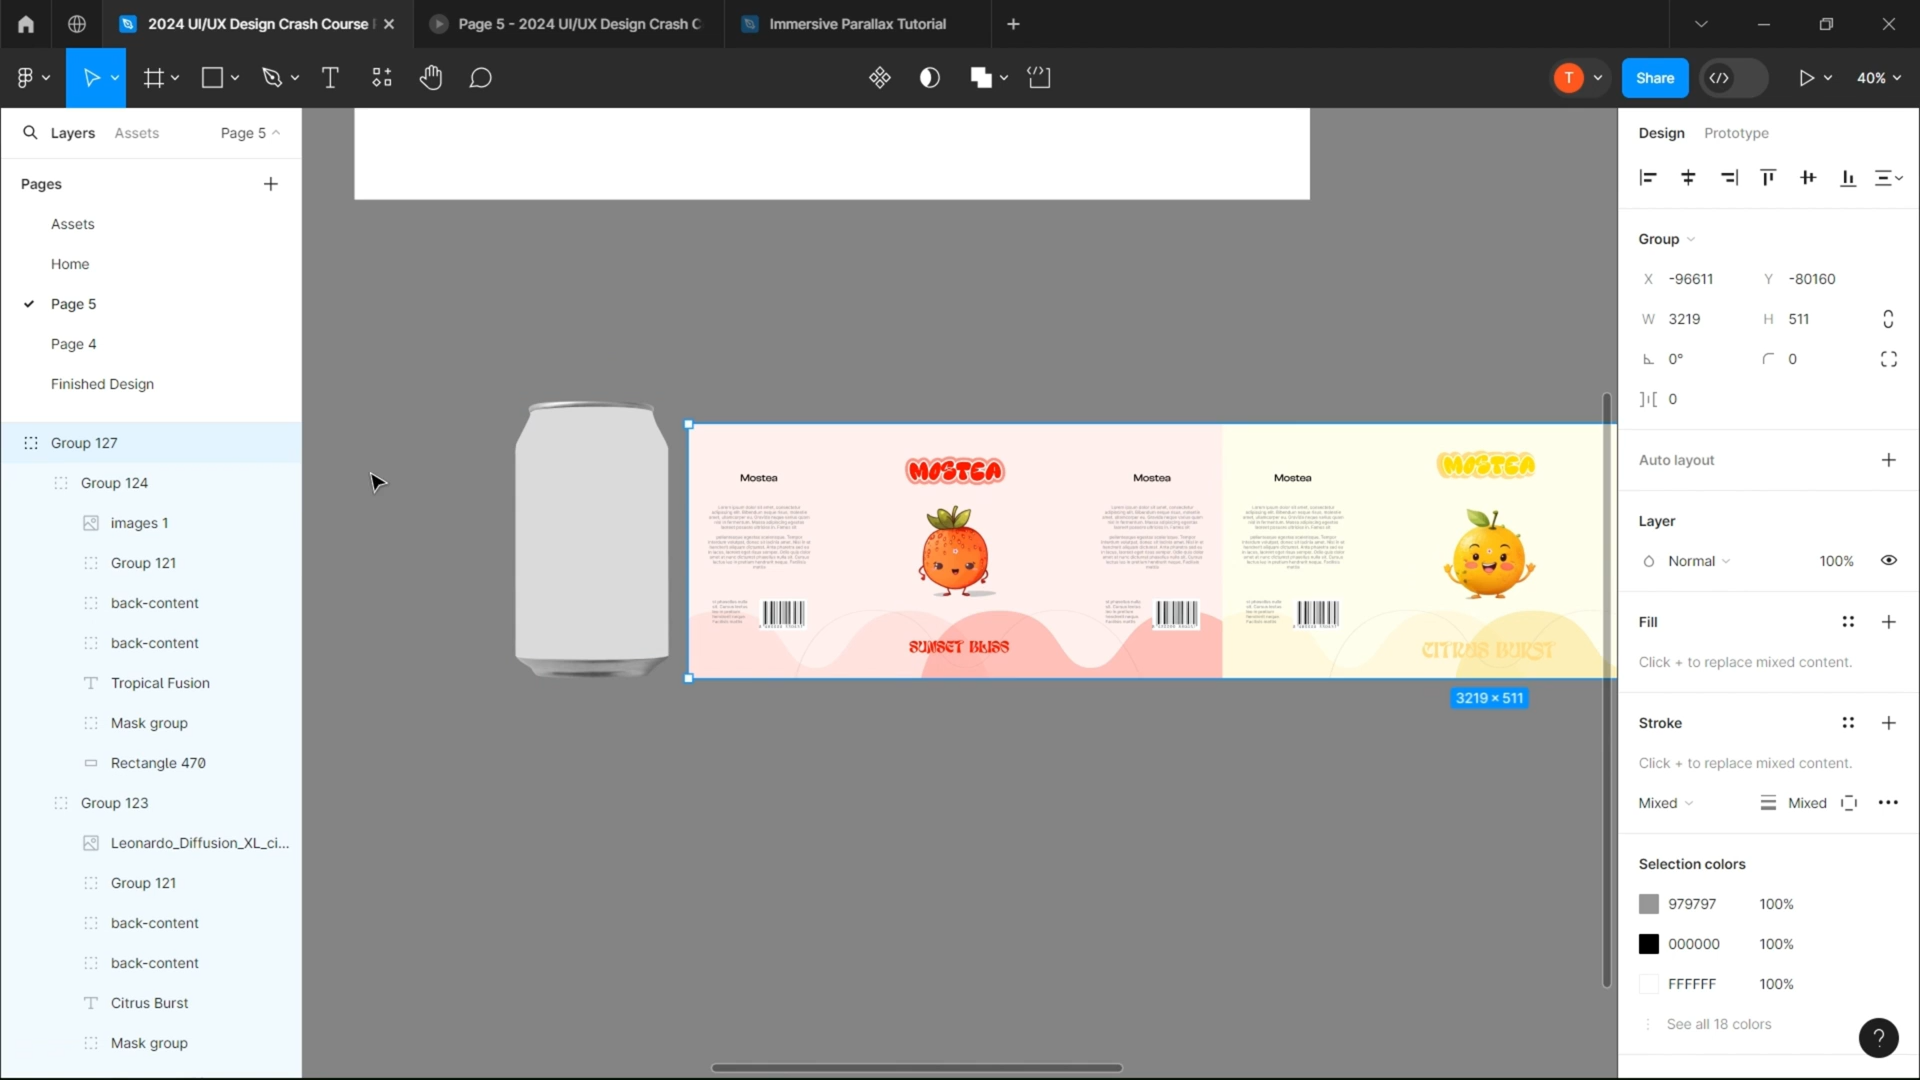 2024 UI/UX Design Crash Course
Page 5 - 2024 UI/UX Design Crash C
Immersive Parallax Tutorial
T
Share
40%
Layers
Assets
Page 5
Pages
Assets
Home
Page 5
Page 4
Finished Design
Group 127
Group 124
images 1
Group 121
back-content
back-content
Tropical Fusion
Mask group
Rectangle 470
Group 123
Leonardo_Diffusion_XL_ci...
Group 121
back-content
back-content
Citrus Burst
Mask group
Mostea
MOSTEA
SUNSET BLISS
Mostea
Mostea
MOSTEA
CITRUS BURST
3219 × 511
Design
Prototype
Group
X -96611
Y -80160
W 3219
H 511
0°
0
0
Auto layout
Layer
Normal
100%
Fill
Click + to replace mixed content.
Stroke
Click + to replace mixed content.
Mixed
Mixed
Selection colors
979797 100%
000000 100%
FFFFFF 100%
See all 18 colors
?